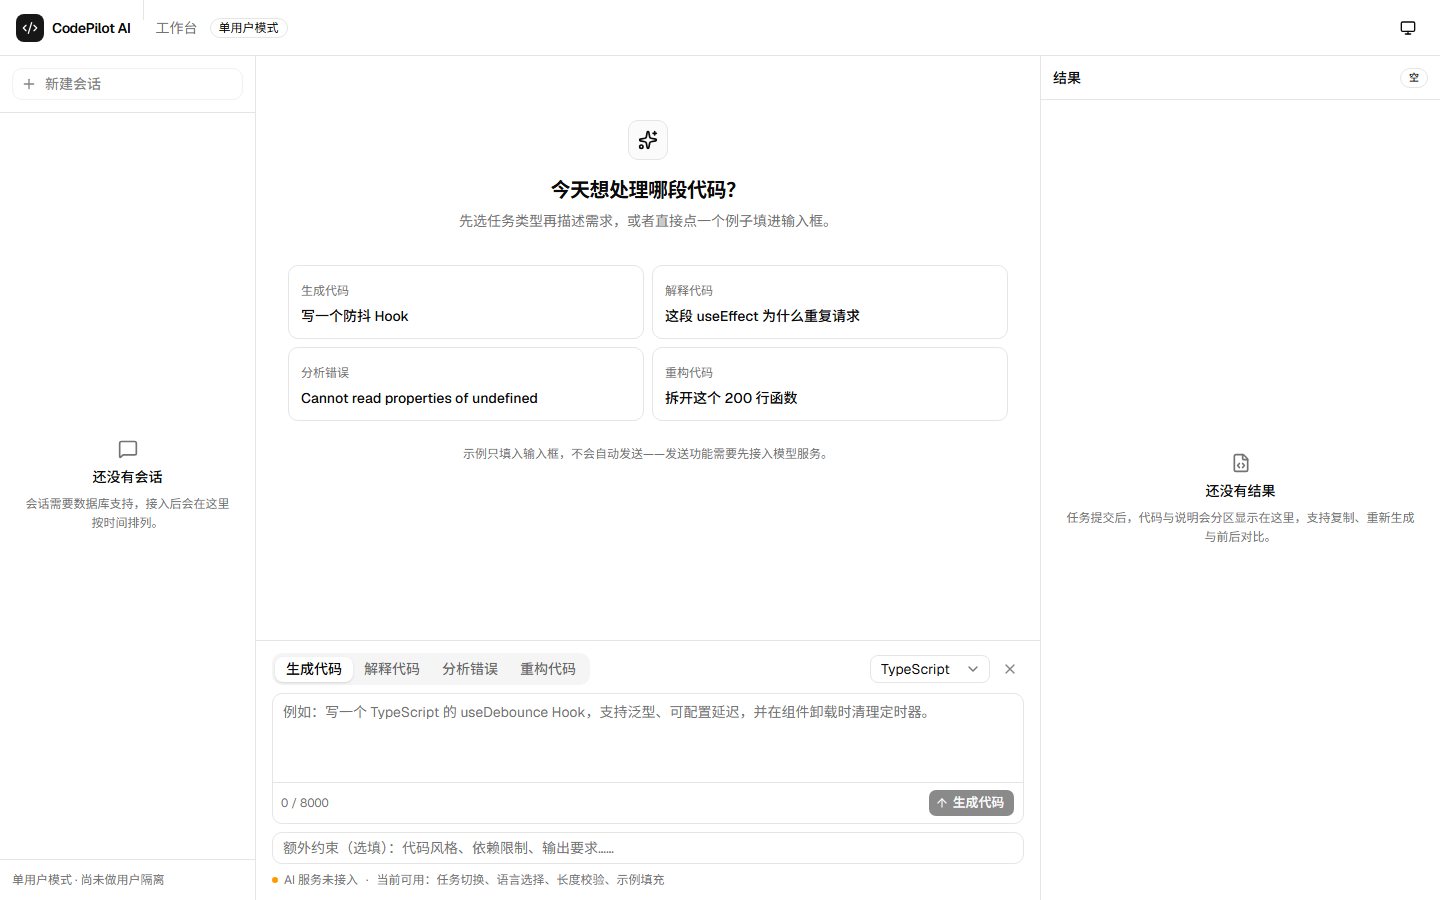 CodePilot AI
工作台
单用户模式
新建会话
还没有会话
会话需要数据库支持，接入后会在这里
按时间排列。
单用户模式 · 尚未做用户隔离
今天想处理哪段代码？
先选任务类型再描述需求，或者直接点一个例子填进输入框。
生成代码
写一个防抖 Hook
解释代码
这段 useEffect 为什么重复请求
分析错误
Cannot read properties of undefined
重构代码
拆开这个 200 行函数
示例只填入输入框，不会自动发送——发送功能需要先接入模型服务。
生成代码
解释代码
分析错误
重构代码
TypeScript
例如：写一个 TypeScript 的 useDebounce Hook，支持泛型、可配置延迟，并在组件卸载时清理定时器。
0 / 8000
生成代码
额外约束（选填）：代码风格、依赖限制、输出要求……
AI 服务未接入 · 当前可用：任务切换、语言选择、长度校验、示例填充
结果
空
还没有结果
任务提交后，代码与说明会分区显示在这里，支持复制、重新生成
与前后对比。